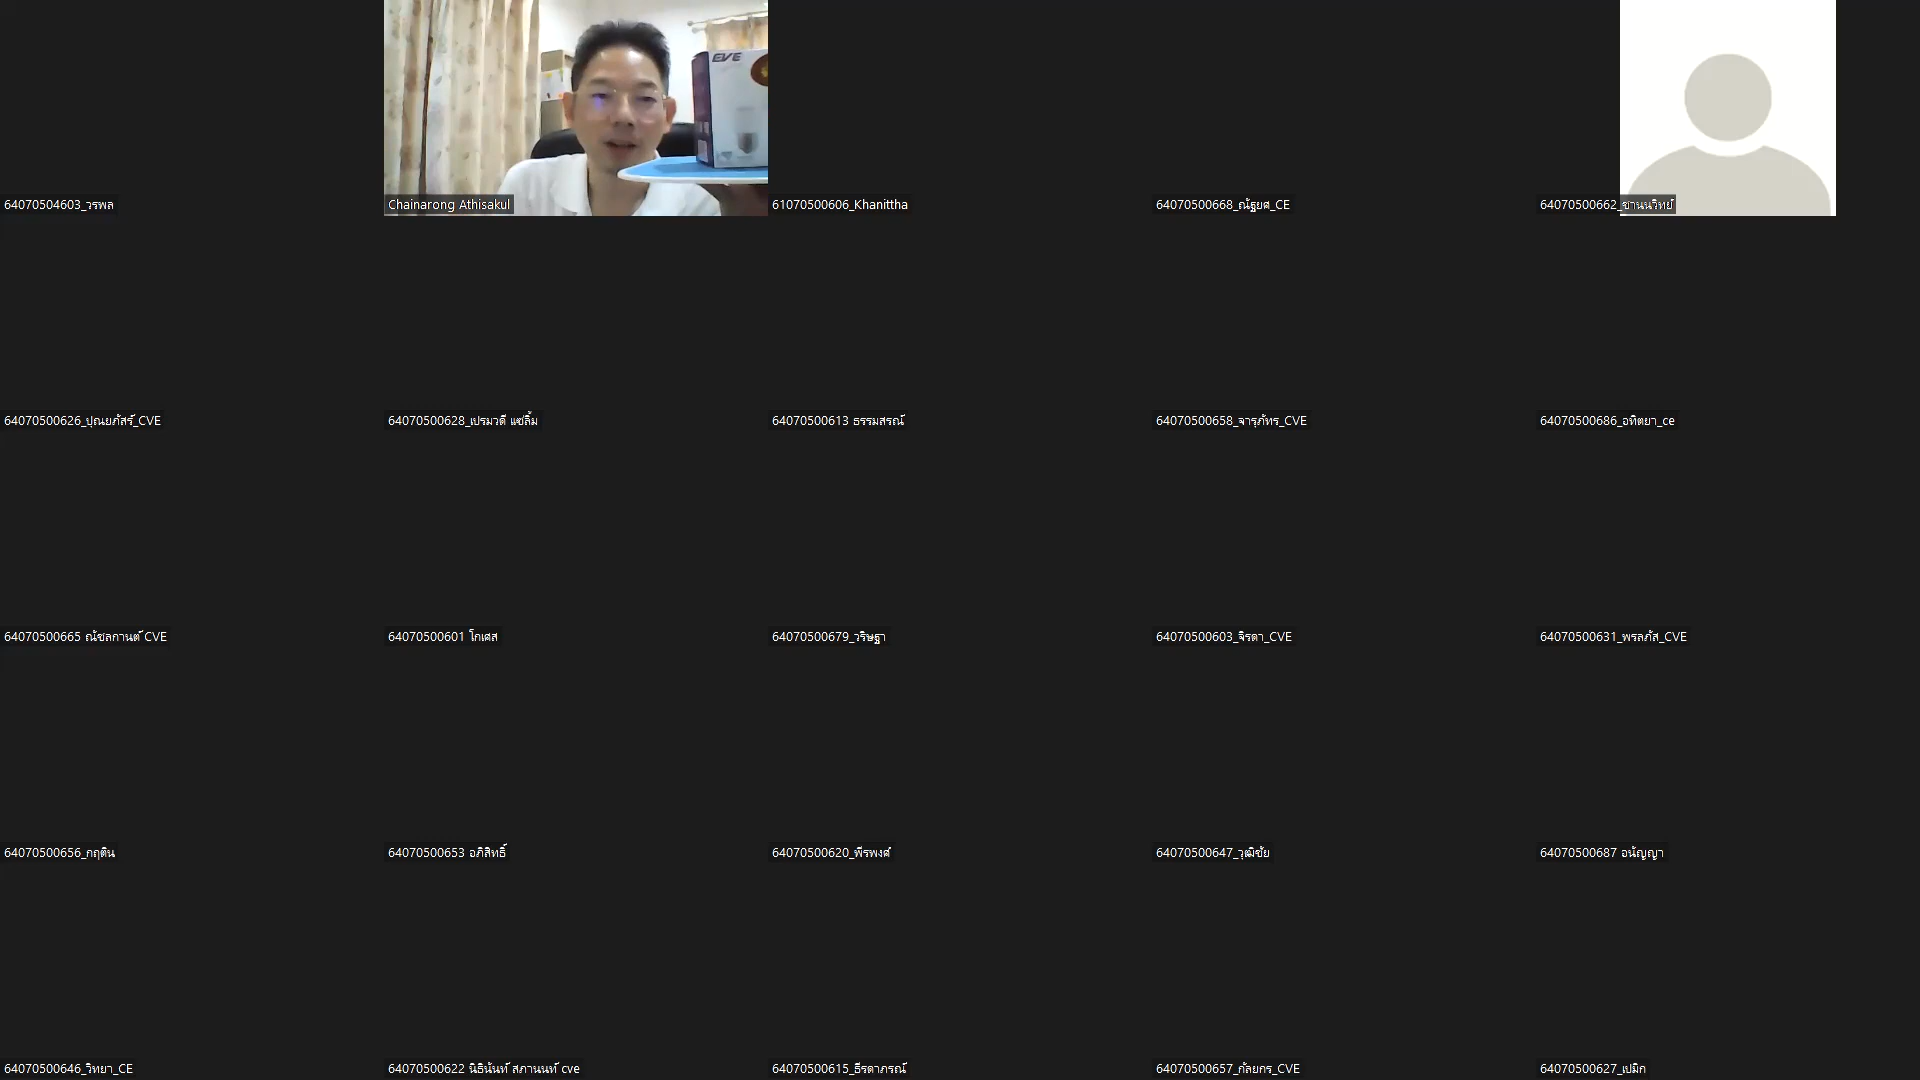 EVE
64070504603_วรพล
Chainarong Athisakul
61070500606_Khanittha
64070500668_ณัฐยศ_CE
64070500662_ชานนวิทย์
64070500626_ปุณยภัสร์_CVE
64070500628_เปรมวดี แซ่ลิ้ม
64070500613 ธรรมสรณ์
64070500658_จารุภัทร_CVE
64070500686_อทิตยา_ce
64070500665 ณัชลกานต์ CVE
64070500601 โกเศส
64070500679_วริษฐา
64070500603_จิรดา_CVE
64070500631_พรลภัส_CVE
64070500656_กฤติน
64070500653 อภิสิทธิ์
64070500620_พีรพงศ์
64070500647_วุฒิชัย
64070500687 อนัญญา
64070500646_วิทยา_CE
64070500622 นิธินันท์ สภานนท์ cve
64070500615_ธีรดาภรณ์
64070500657_กัลยกร_CVE
64070500627_เปมิก